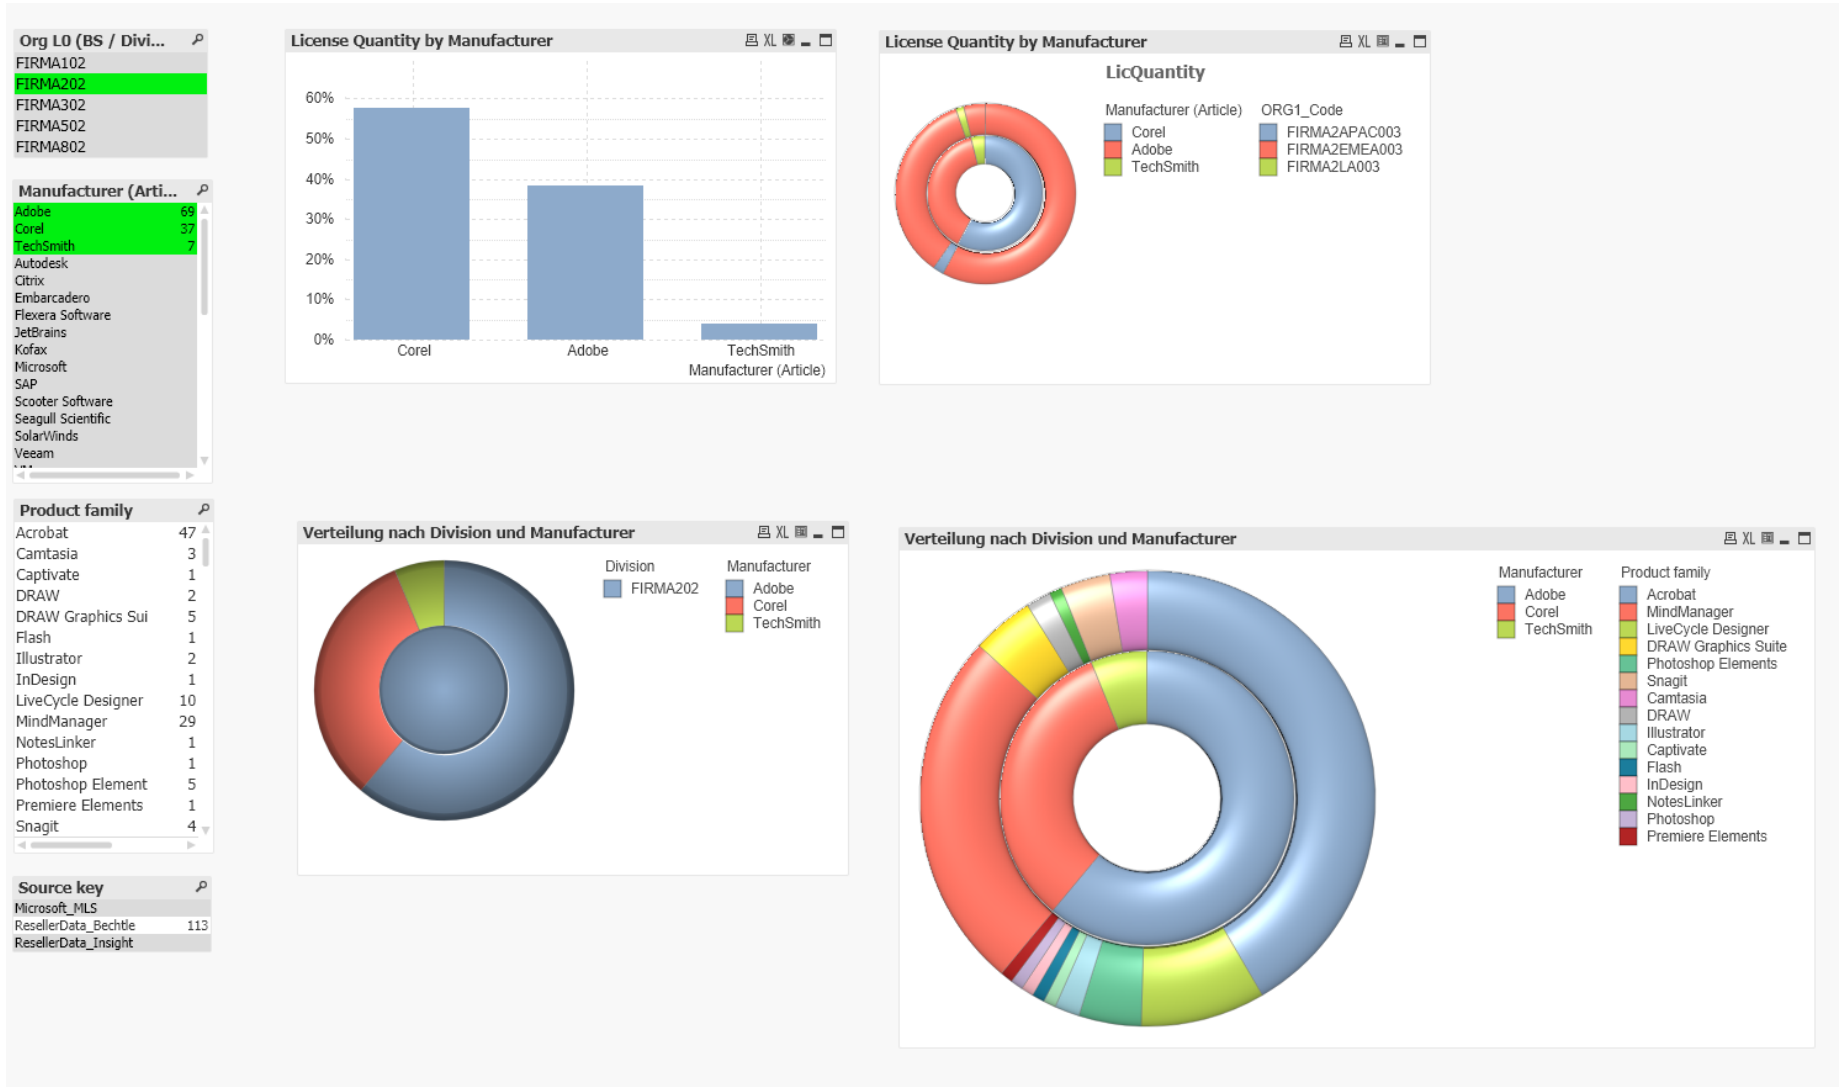 Org L0 (BS / Divi...
FIRMA102
FIRMA202
FIRMA302
FIRMA502
FIRMA802
Manufacturer (Arti...
Adobe 69
Corel 37
TechSmith 7
Autodesk
Citrix
Embarcadero
Flexera Software
JetBrains
Kofax
Microsoft
SAP
Scooter Software
Seagull Scientific
SolarWinds
Veeam
Product family
Acrobat 47
Camtasia 3
Captivate 1
DRAW 2
DRAW Graphics Sui 5
Flash 1
Illustrator 2
InDesign 1
LiveCycle Designer 10
MindManager 29
NotesLinker 1
Photoshop 1
Photoshop Element 5
Premiere Elements 1
Snagit 4
Source key
Microsoft_MLS
ResellerData_Bechtle 113
ResellerData_Insight
License Quantity by Manufacturer XL
60%
50%
40%
30%
20%
10%
0%
Corel Adobe TechSmith
Manufacturer (Article)
License Quantity by Manufacturer XL
LicQuantity
Manufacturer (Article) ORG1_Code
Corel FIRMA2APAC003
Adobe FIRMA2EMEA003
TechSmith FIRMA2LA003
Verteilung nach Division und Manufacturer XL
Division Manufacturer
FIRMA202 Adobe
Corel
TechSmith
Verteilung nach Division und Manufacturer XL
Manufacturer Product family
Adobe Acrobat
Corel MindManager
TechSmith LiveCycle Designer
DRAW Graphics Suite
Photoshop Elements
Snagit
Camtasia
DRAW
Illustrator
Captivate
Flash
InDesign
NotesLinker
Photoshop
Premiere Elements